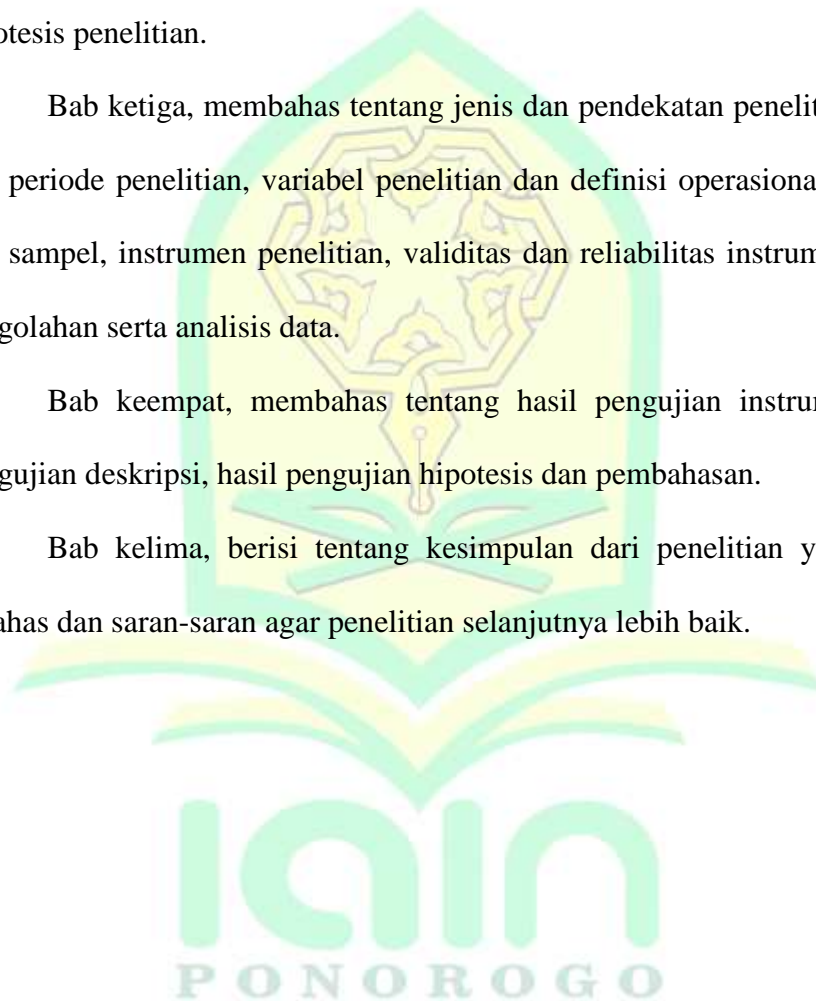 otesis penelitian.
Bab ketiga, membahas tentang jenis dan pendekatan penelit
periode penelitian, variabel penelitian dan definisi operasiona
sampel, instrumen penelitian, validitas dan reliabilitas instrum
golahan serta analisis data.
Bab keempat, membahas tentang hasil pengujian instru
gujian deskripsi, hasil pengujian hipotesis dan pembahasan.
Bab kelima, berisi tentang kesimpulan dari penelitian y
ahas dan saran-saran agar penelitian selanjutnya lebih baik.
iain
PONOROGO